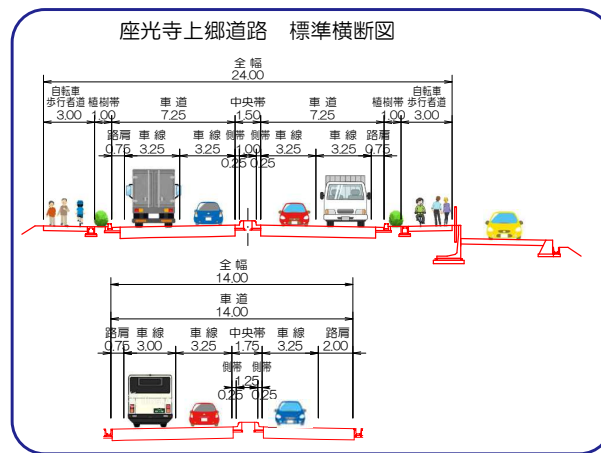 座光寺上郷道路 標準横断図
全幅
24.00
自転車
歩行者道 植樹帯 車道 中央帯 車道 植樹帯 自転車
歩行者道
3.00 1.00 7.25 1.50 7.25 1.00 3.00
路肩 車線 車線 側帯 側帯 車線 車線 路肩
0.75 3.25 3.25 0.25 1.00 0.25 3.25 3.25 0.75
全幅
14.00
車道
14.00
路肩 車線 車線 中央帯 車線 路肩
0.75 3.00 3.25 1.75 3.25 2.00
側帯 側帯
0.25 1.25 0.25